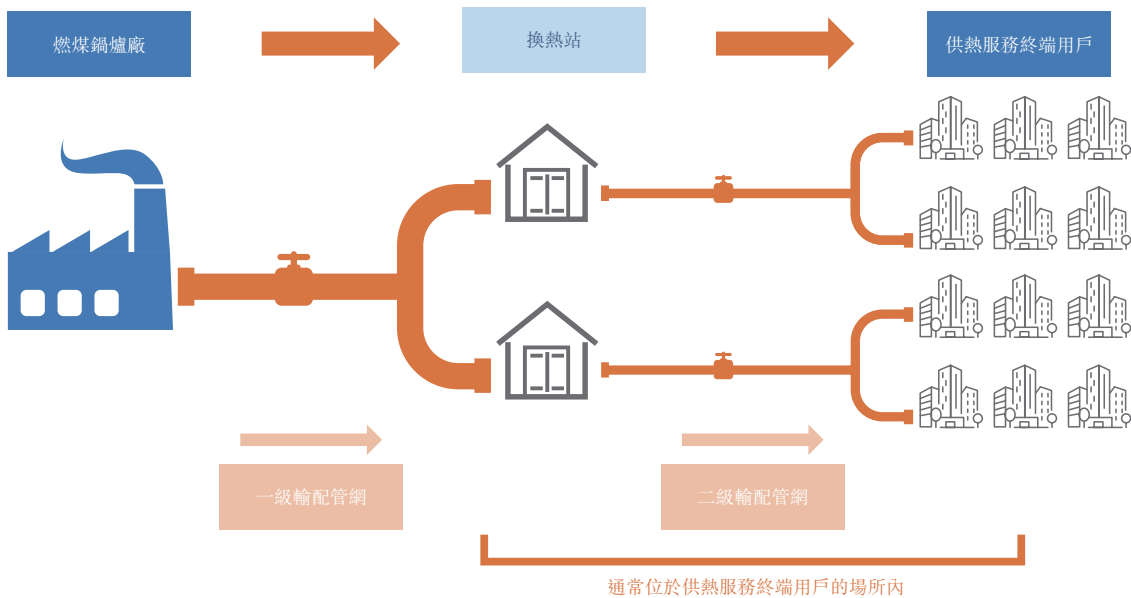 燃煤鍋爐廠
換熱站
供熱服務終端用戶
一級輸配管網
二級輸配管網
通常位於供熱服務終端用戶的場所內